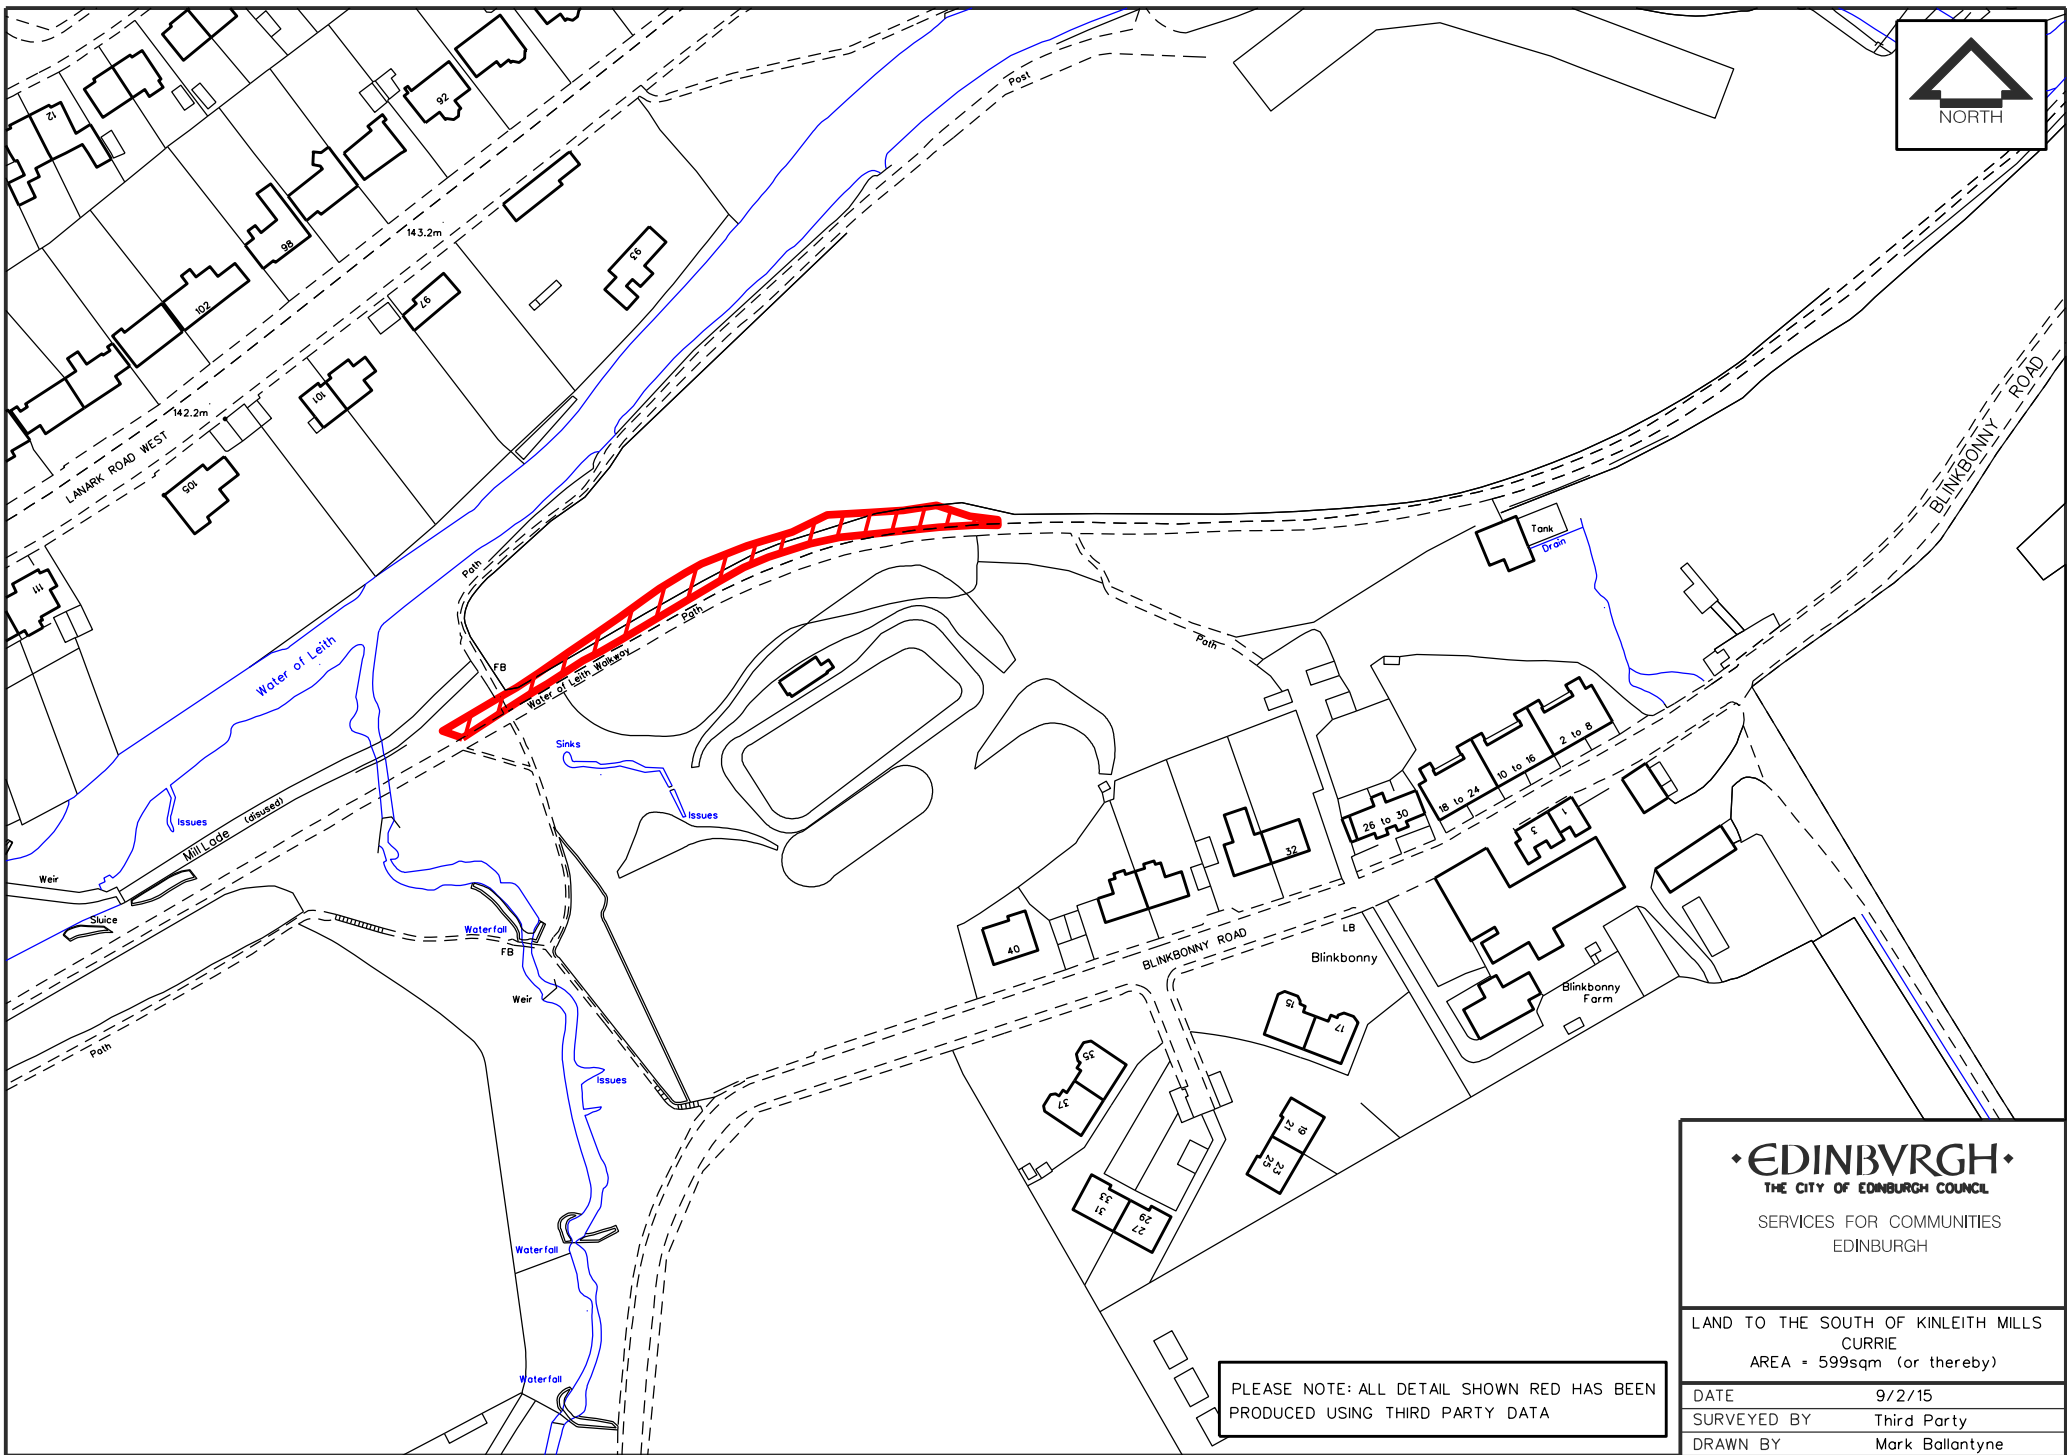 NORTH
Post
12
92
143.2m
98
93
97
102
101
142.2m
LANARK ROAD WEST
105
111
Path
Water of Leith
FB
Path
Water of Leith Walkway
Path
Tank
Drain
BLINKBONNY ROAD
Sinks
Issues
Issues
Mill Lade (disused)
Weir
Sluice
Waterfall
FB
Weir
Path
Issues
2 to 8
10 to 16
18 to 24
26 to 30
32
1
3
40
BLINKBONNY ROAD
LB
Blinkbonny
Blinkbonny
Farm
15
17
35
37
19
21
23
25
33
31
29
27
Waterfall
Waterfall
PLEASE NOTE: ALL DETAIL SHOWN RED HAS BEEN
PRODUCED USING THIRD PARTY DATA
•EDINBVRGH•
THE CITY OF EDINBURGH COUNCIL
SERVICES FOR COMMUNITIES
EDINBURGH
LAND TO THE SOUTH OF KINLEITH MILLS
CURRIE
AREA = 599sqm (or thereby)
DATE 9/2/15
SURVEYED BY Third Party
DRAWN BY Mark Ballantyne